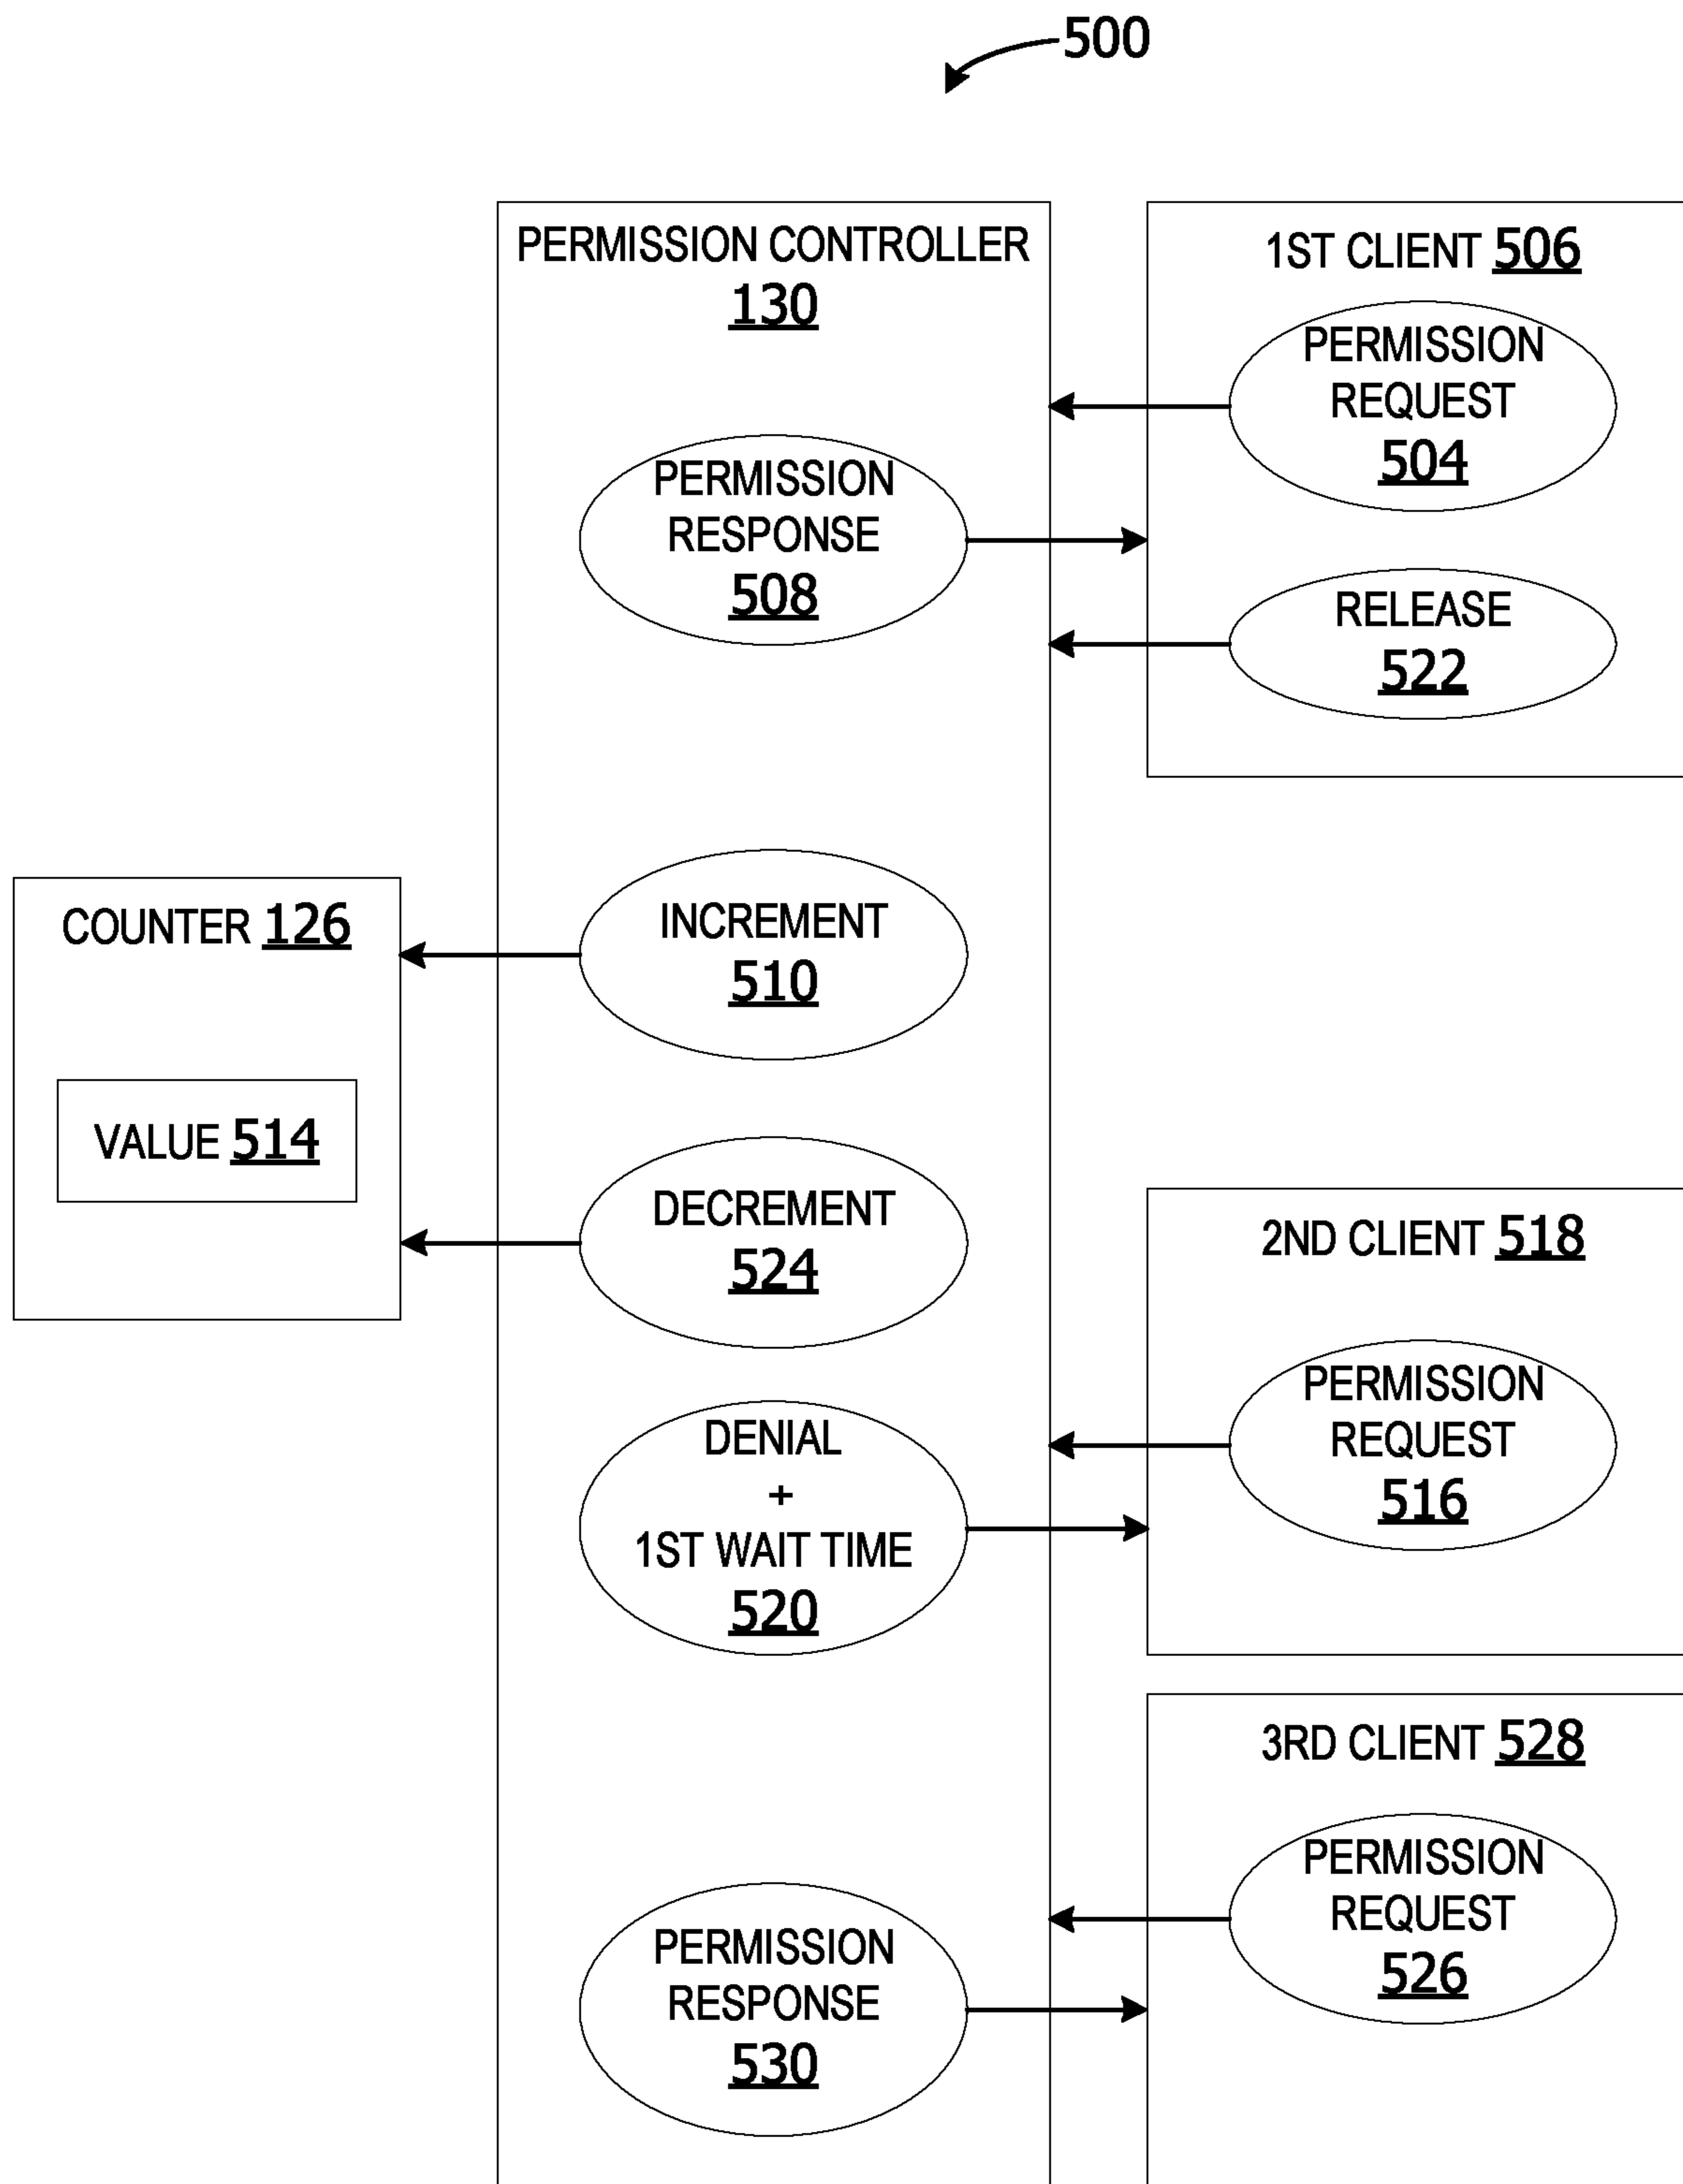 500
PERMISSION CONTROLLER
130
1ST CLIENT 506
PERMISSION
REQUEST
504
PERMISSION
RESPONSE
508
RELEASE
522
COUNTER 126
VALUE 514
INCREMENT
510
DECREMENT
524
2ND CLIENT 518
PERMISSION
REQUEST
516
DENIAL
+
1ST WAIT TIME
520
3RD CLIENT 528
PERMISSION
REQUEST
526
PERMISSION
RESPONSE
530